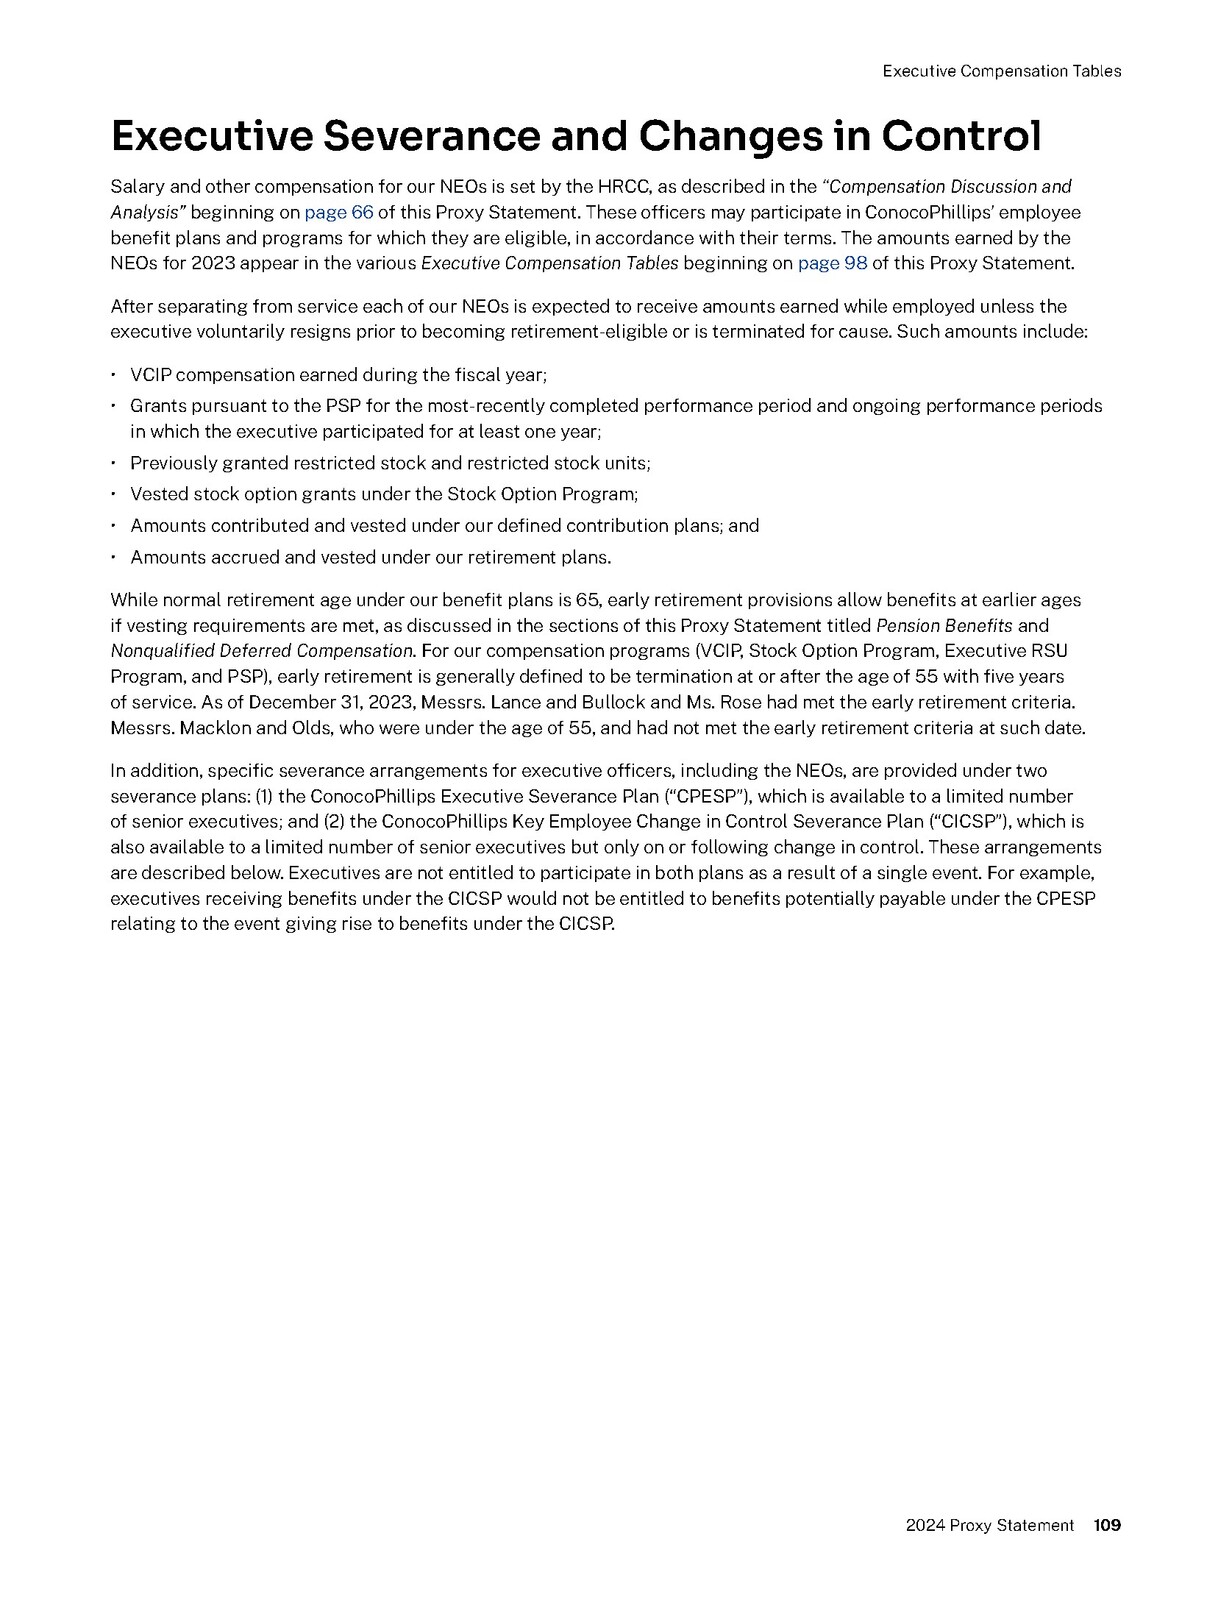 Executive Compensation Tables
Executive Severance and Changes in Control
Salary and other compensation for our NEOs is set by the HRCC, as described in the “Compensation Discussion and
Analysis” beginning on page 66 of this Proxy Statement. These officers may participate in ConocoPhillips’ employee
benefit plans and programs for which they are eligible, in accordance with their terms. The amounts earned by the
NEOs for 2023 appear in the various Executive Compensation Tables beginning on page 98 of this Proxy Statement.
After separating from service each of our NEOs is expected to receive amounts earned while employed unless the
executive voluntarily resigns prior to becoming retirement-eligible or is terminated for cause. Such amounts include:
• VCIP compensation earned during the fiscal year;
• Grants pursuant to the PSP for the most-recently completed performance period and ongoing performance periods
in which the executive participated for at least one year;
• Previously granted restricted stock and restricted stock units;
• Vested stock option grants under the Stock Option Program;
• Amounts contributed and vested under our defined contribution plans; and
• Amounts accrued and vested under our retirement plans.
While normal retirement age under our benefit plans is 65, early retirement provisions allow benefits at earlier ages
if vesting requirements are met, as discussed in the sections of this Proxy Statement titled Pension Benefits and
Nonqualified Deferred Compensation. For our compensation programs (VCIP, Stock Option Program, Executive RSU
Program, and PSP), early retirement is generally defined to be termination at or after the age of 55 with five years
of service. As of December 31, 2023, Messrs. Lance and Bullock and Ms. Rose had met the early retirement criteria.
Messrs. Macklon and Olds, who were under the age of 55, and had not met the early retirement criteria at such date.
In addition, specific severance arrangements for executive officers, including the NEOs, are provided under two
severance plans: (1) the ConocoPhillips Executive Severance Plan (“CPESP”), which is available to a limited number
of senior executives; and (2) the ConocoPhillips Key Employee Change in Control Severance Plan (“CICSP”), which is
also available to a limited number of senior executives but only on or following change in control. These arrangements
are described below. Executives are not entitled to participate in both plans as a result of a single event. For example,
executives receiving benefits under the CICSP would not be entitled to benefits potentially payable under the CPESP
relating to the event giving rise to benefits under the CICSP.
2024 Proxy Statement 109